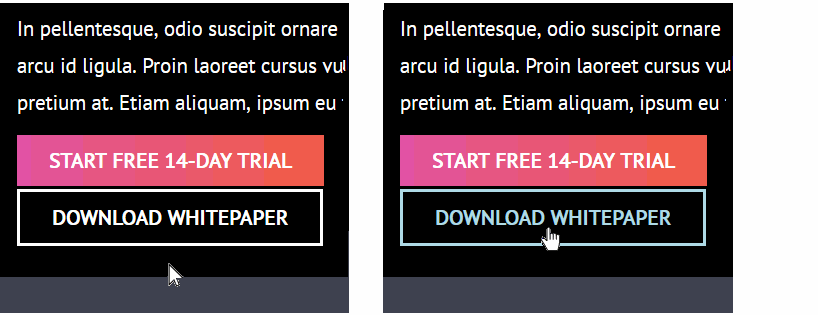 In pellentesque, odio suscipit ornare
arcu id ligula. Proin laoreet cursus
pretium at. Etiam aliquam, ipsum eu
START FREE 14-DAY TRIAL
DOWNLOAD WHITEPAPER
In pellentesque, odio suscipit ornare
arcu id ligula. Proin laoreet cursus
pretium at. Etiam aliquam, ipsum eu
START FREE 14-DAY TRIAL
DOWNLOAD WHITEPAPER